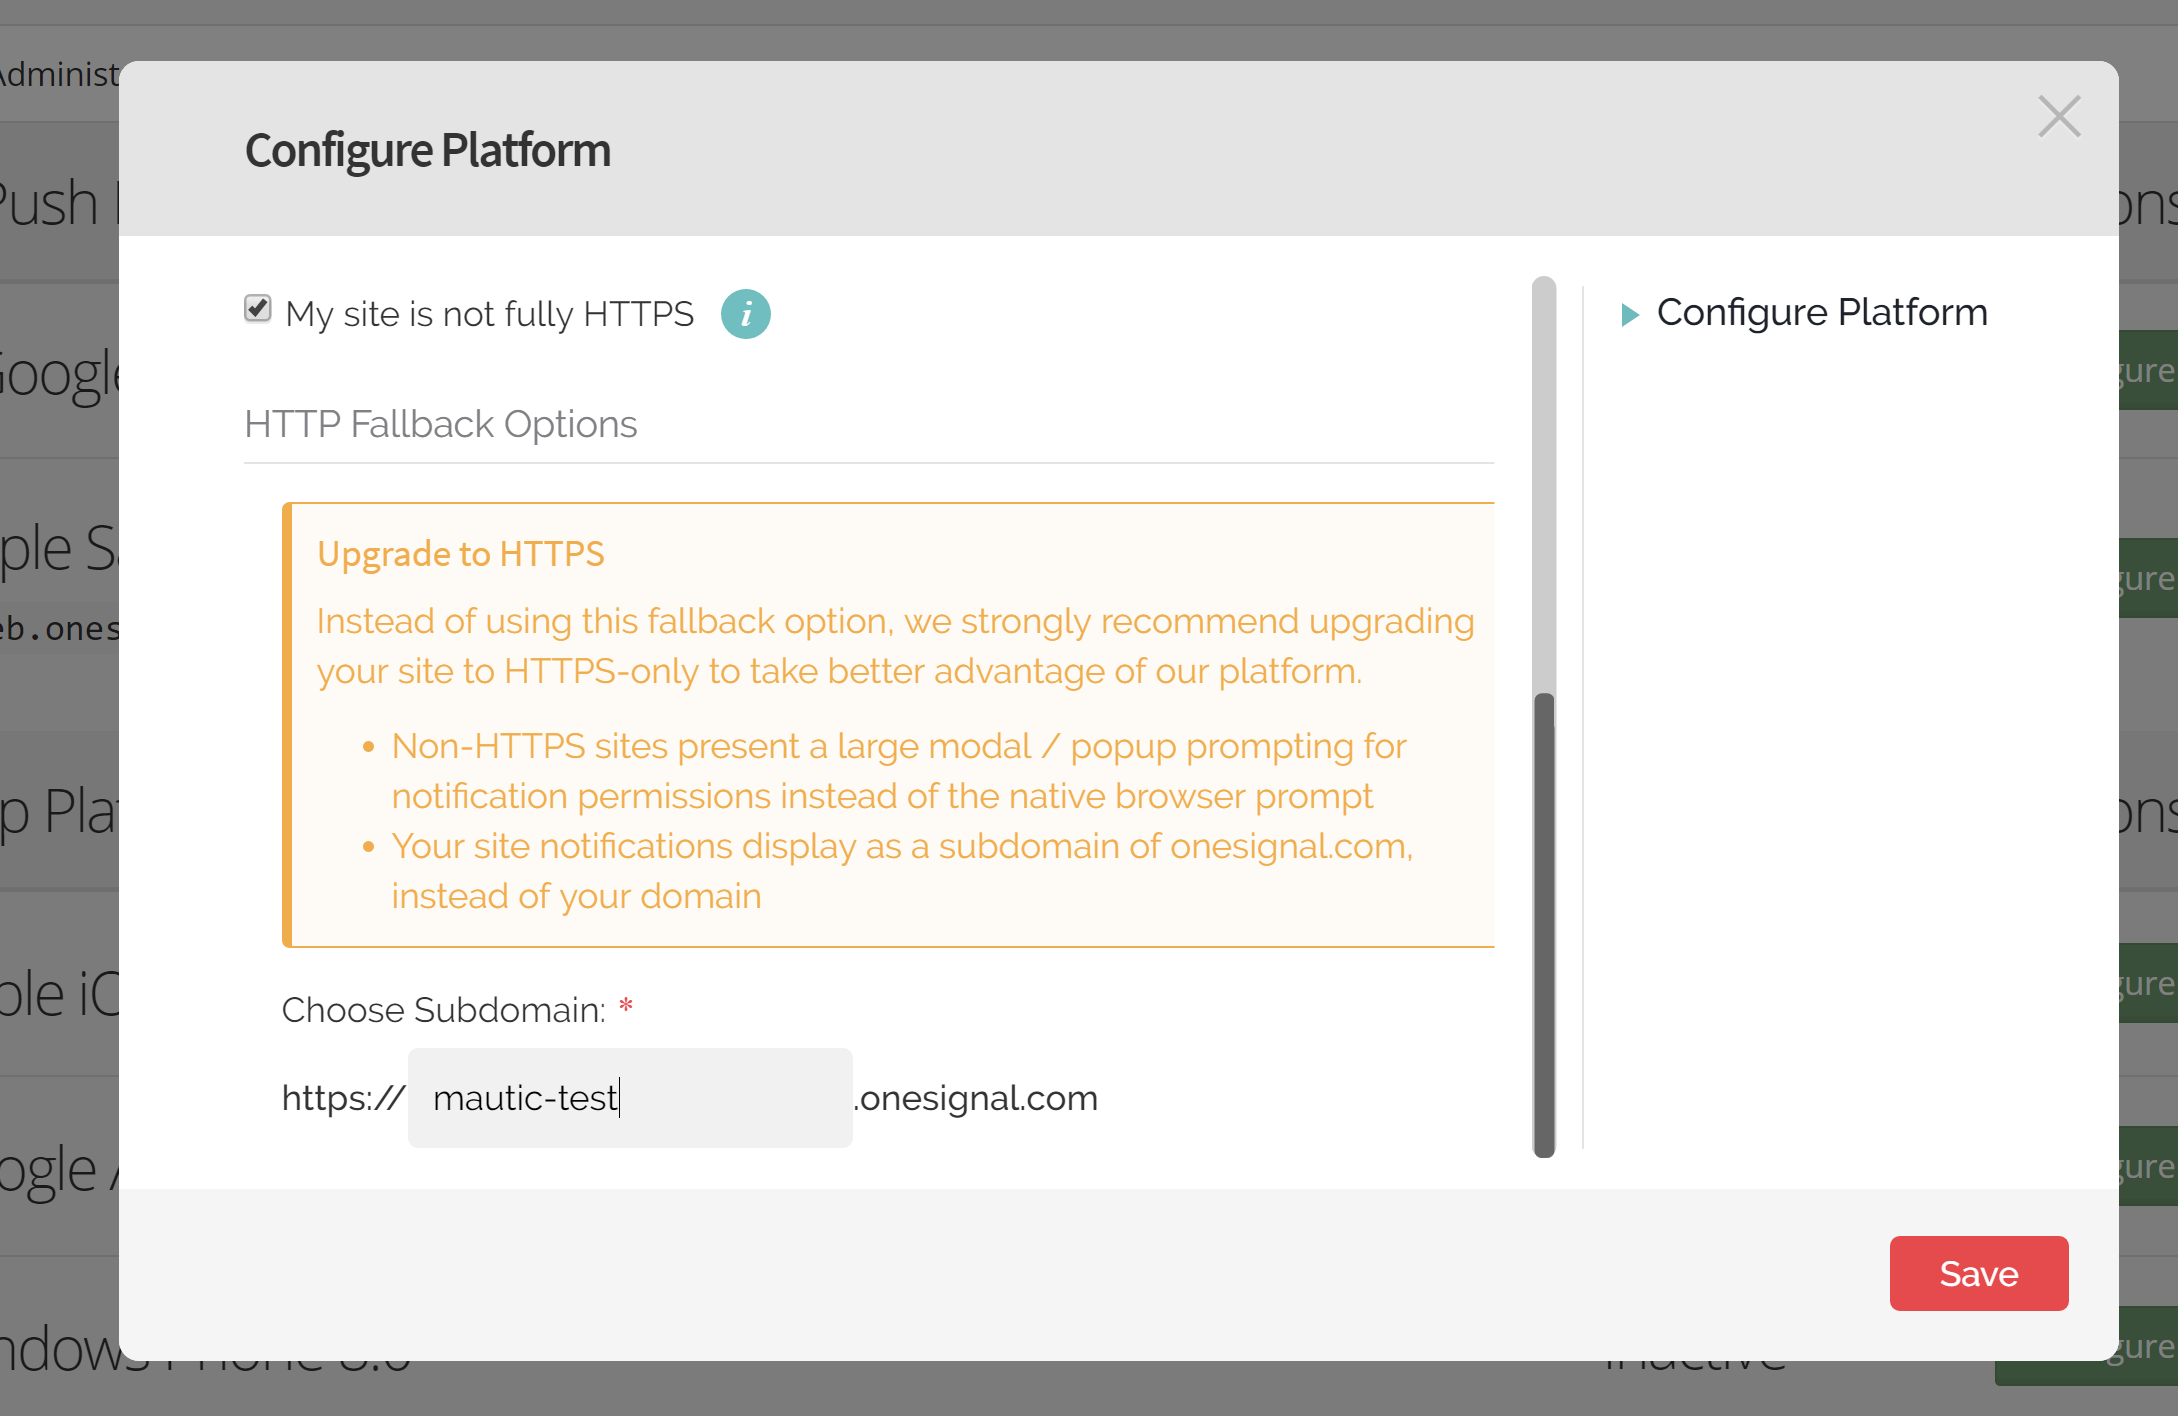 Configure Platform
My site is not fully HTTPS
i
Configure Platform
HTTP Fallback Options
Upgrade to HTTPS
Instead of using this fallback option, we strongly recommend upgrading
your site to HTTPS-only to take better advantage of our platform.
• Non-HTTPS sites present a large modal / popup prompting for
notification permissions instead of the native browser prompt
• Your site notifications display as a subdomain of onesignal.com,
instead of your domain
Choose Subdomain: *
https:// mautic-test .onesignal.com
Save
Push